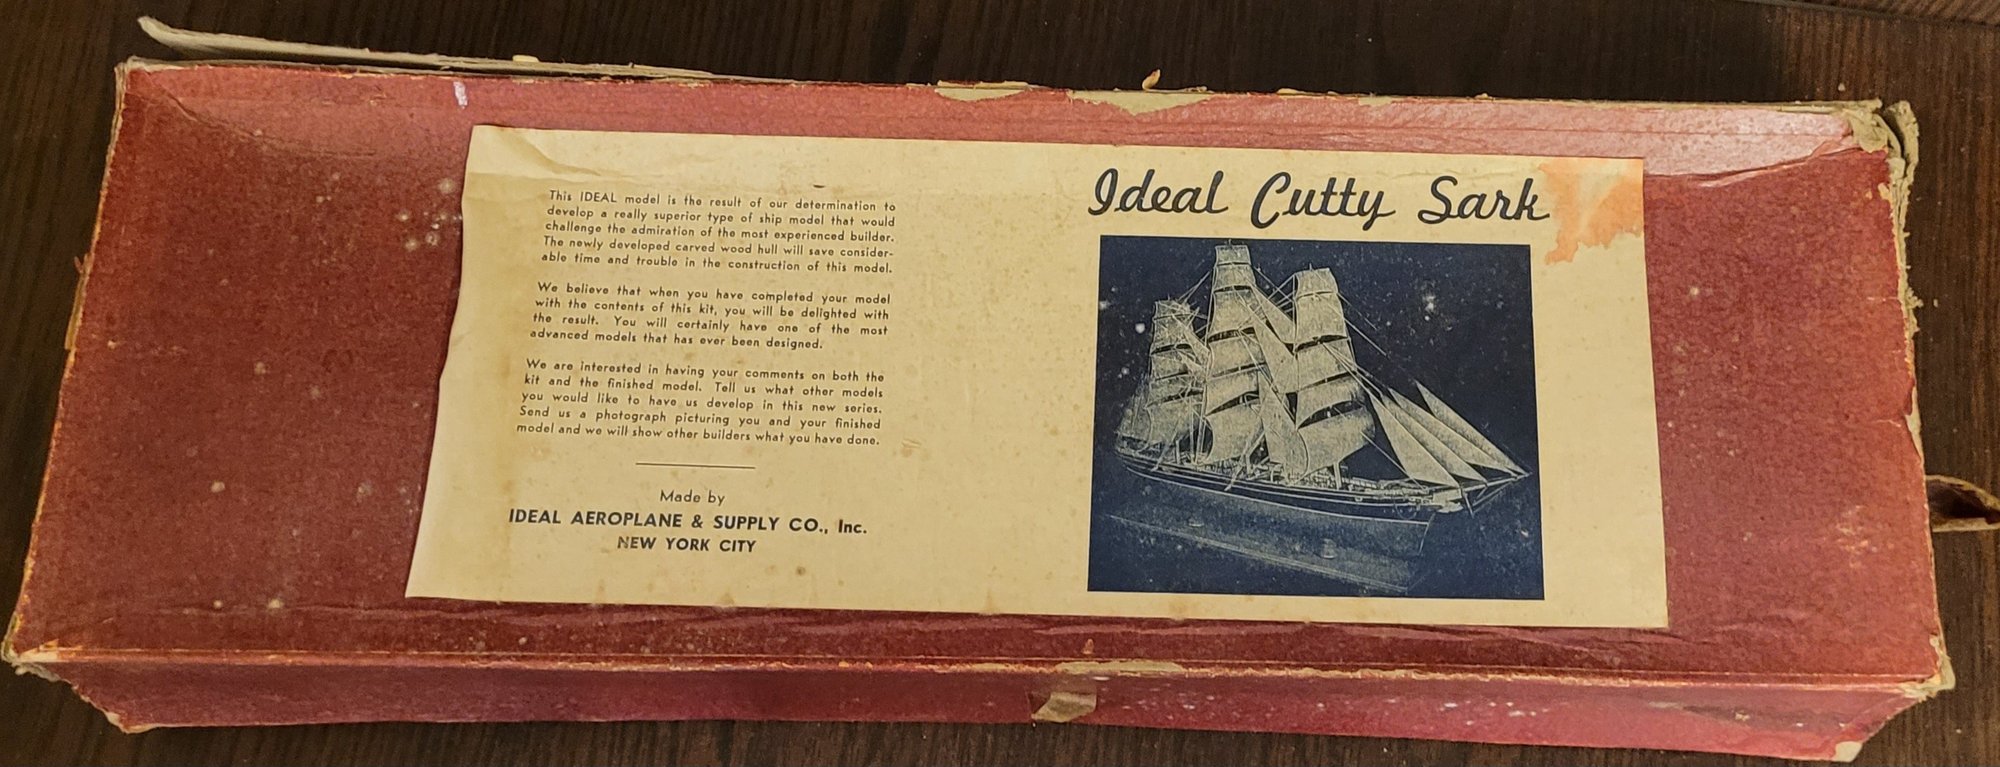 This IDEAL model is the result of our determination to
develop a really superior type of ship model that would
challenge the admiration of the most experienced builder.
The newly developed carved wood hull will save consider-
able time and trouble in the construction of this model.
We believe that when you have completed your model
with the contents of this kit, you will be delighted with
the result. You will certainly have one of the most
advanced models that has ever been designed.
We are interested in having your comments on both the
kit and the finished model. Tell us what other models
you would like to have us develop in this new series.
Send us a photograph picturing you and your finished
model and we will show other builders what you have done.
Made by
IDEAL AEROPLANE & SUPPLY CO., Inc.
NEW YORK CITY
Ideal Cutty Sark